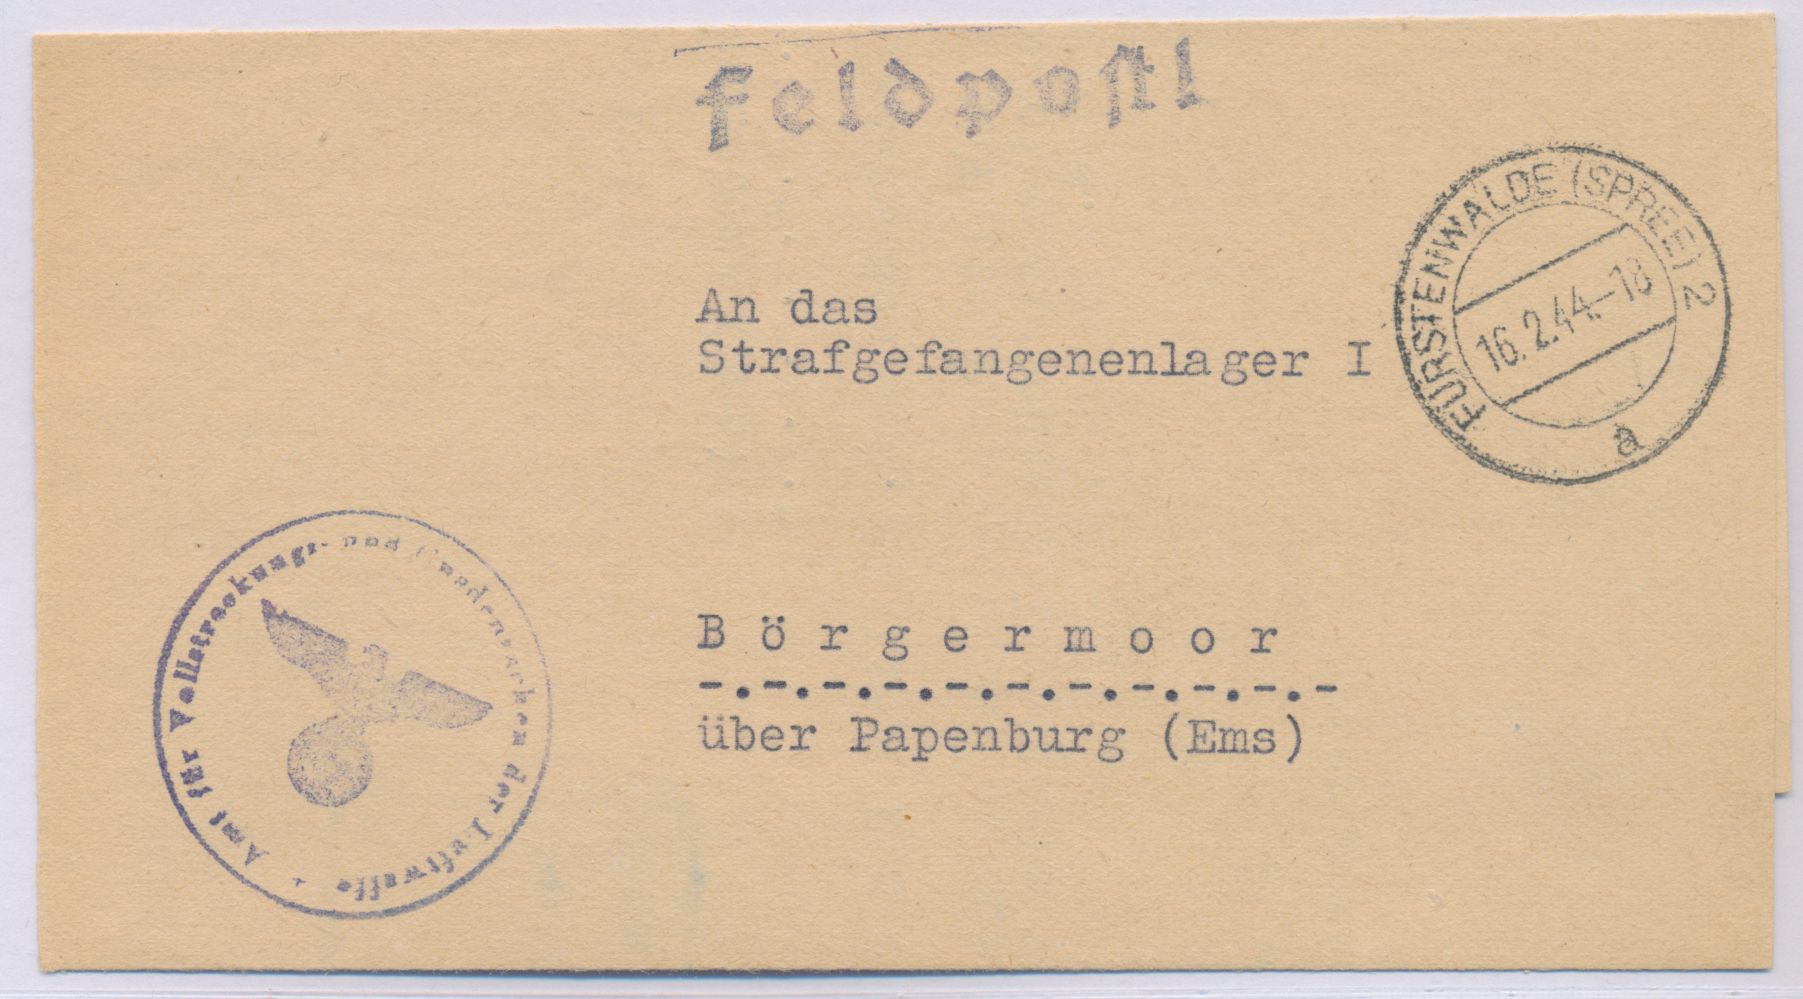 Feldpost!
FÜRSTENWALDE (SPREE) 2
16.2.44.-18
a
An das
Strafgefangenenlager I
B ö r g e r m o o r
-.-.-.-.-.-.-.-.-.-.-
über Papenburg (Ems)
Amt für Vollstreckungs- und Gnadensachen der Luftwaffe